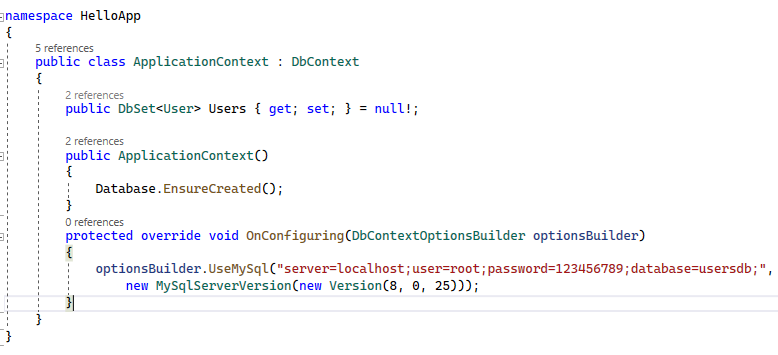 namespace HelloApp
{
5 references
public class ApplicationContext : DbContext
{
2 references
public DbSet<User> Users { get; set; } = null!;
2 references
public ApplicationContext()
{
Database.EnsureCreated();
}
0 references
protected override void OnConfiguring(DbContextOptionsBuilder optionsBuilder)
{
optionsBuilder.UseMySql("server=localhost;user=root;password=123456789;database=usersdb;",
new MySqlServerVersion(new Version(8, 0, 25)));
}
}
}